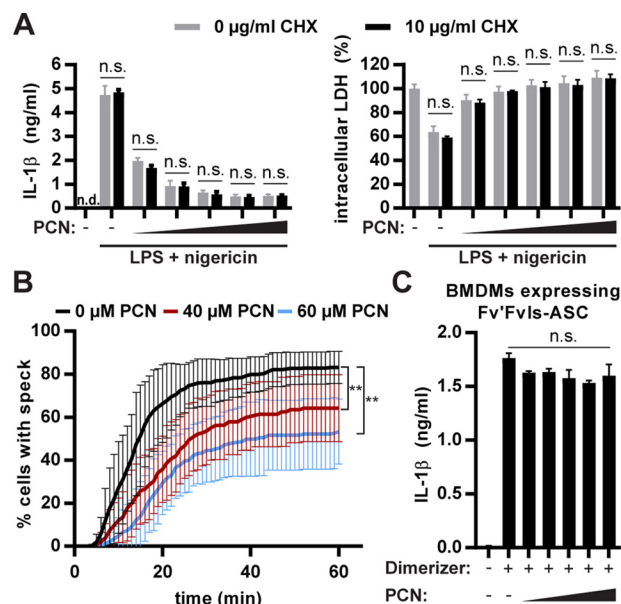 A
0 µg/ml CHX
10 µg/ml CHX
IL-1β (ng/ml)
6
5
4
3
2
1
0
n.d.
n.s.
n.s.
n.s.
n.s.
n.s.
n.s.
PCN:
-
-
LPS + nigericin
intracellular LDH (%)
120
100
80
60
40
20
0
n.s.
n.s.
n.s.
n.s.
n.s.
n.s.
PCN:
-
-
LPS + nigericin
B
0 µM PCN
40 µM PCN
60 µM PCN
% cells with speck
100
80
60
40
20
0
**
**
0
20
40
60
time (min)
C
BMDMs expressing
Fv'Fvls-ASC
n.s.
IL-1β (ng/ml)
2.0
1.5
1.0
0.5
0.0
Dimerizer: - + + + + + +
PCN: - -